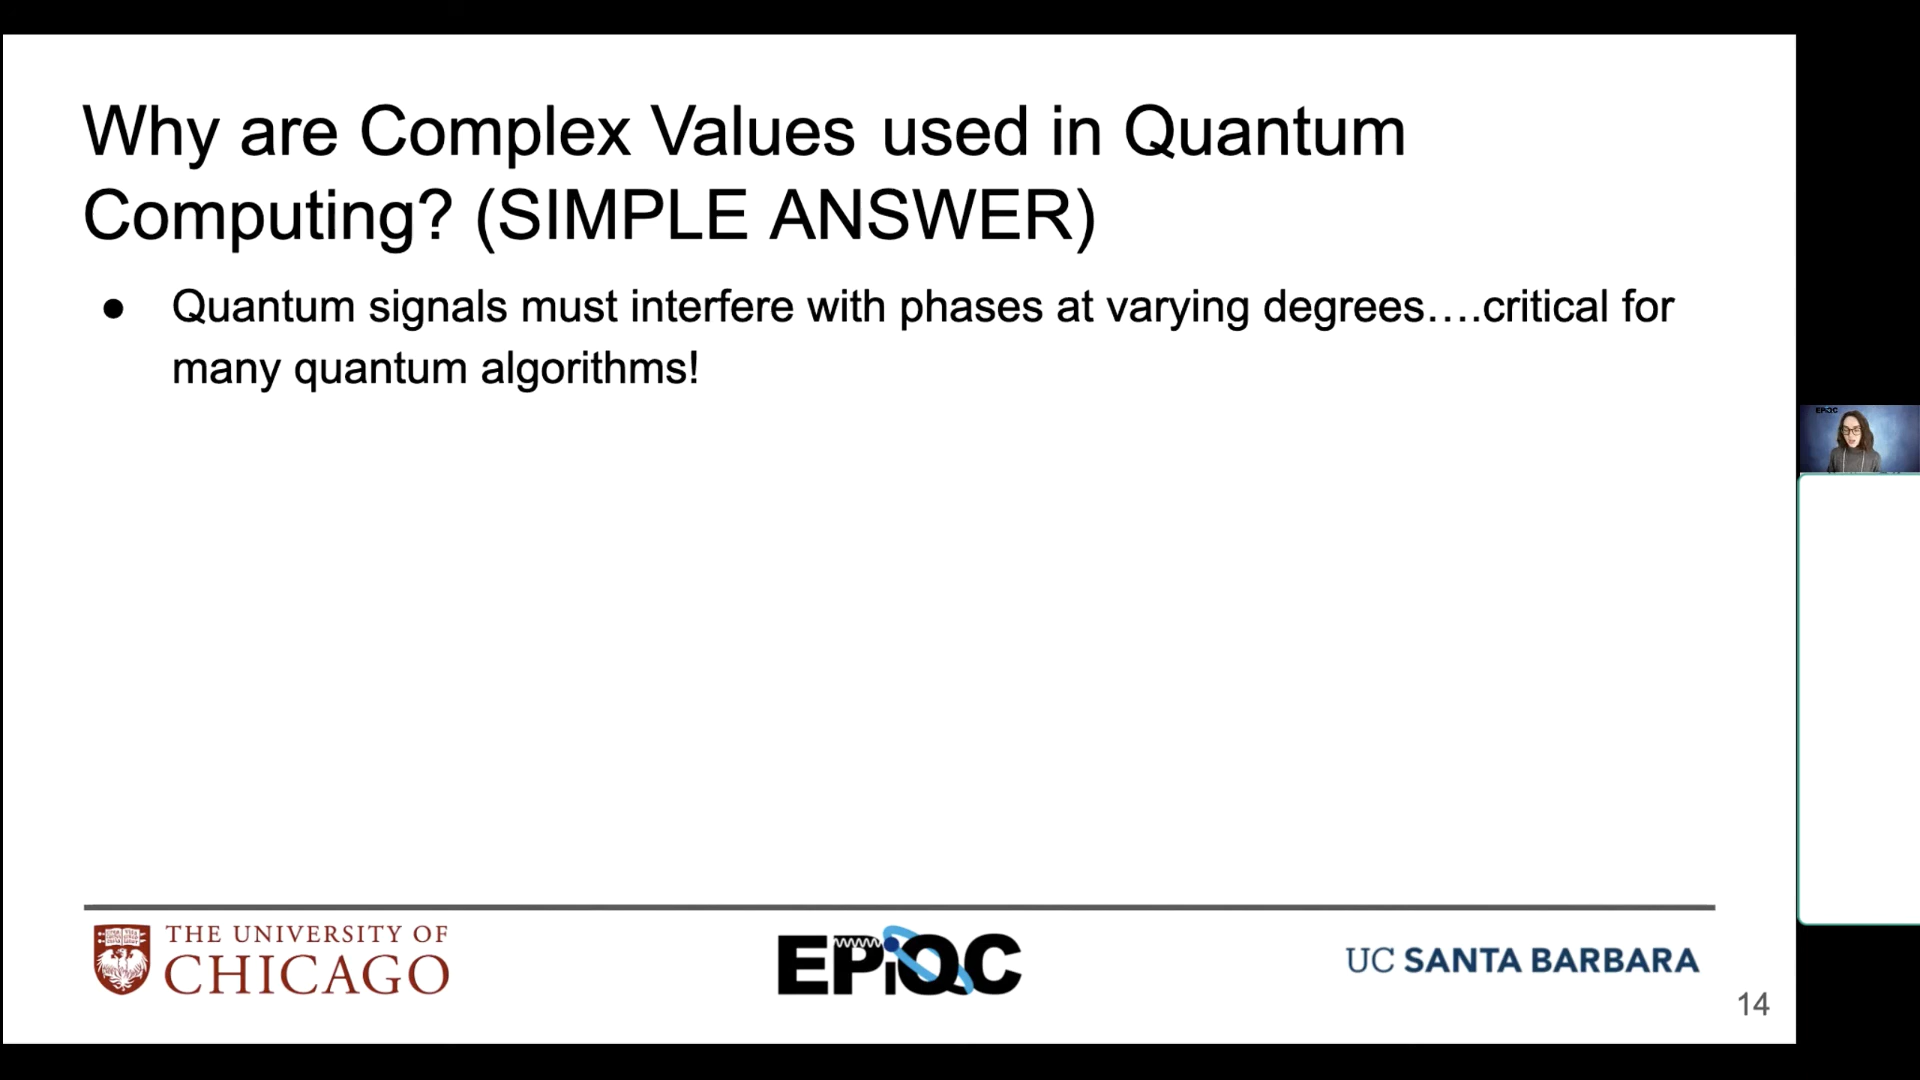 Why are Complex Values used in Quantum
Computing? (SIMPLE ANSWER)
● Quantum signals must interfere with phases at varying degrees....critical for
many quantum algorithms!
EPiQC
THE UNIVERSITY OF
CHICAGO
EPiQC
UC SANTA BARBARA
14